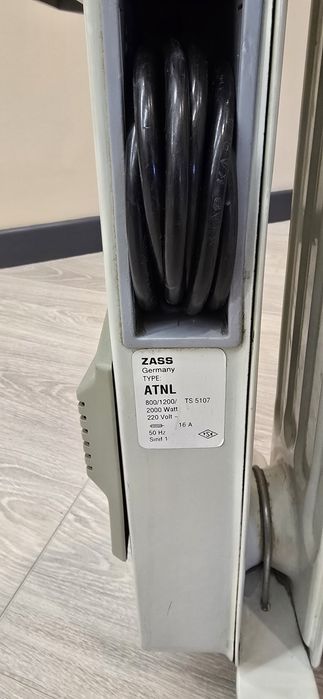 ZASS
Germany
TYPE:
ATNL
800/1200/ TS 5107
2000 Watt
220 Volt ~
16 A
50 Hz
Sınıf 1
TSE